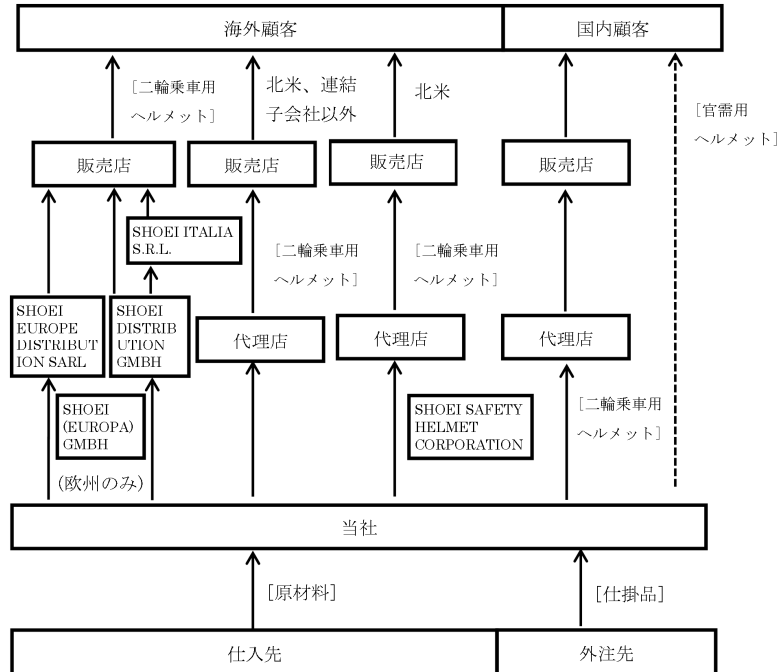 海外顧客
国内顧客
[二輪乗車用
ヘルメット]
北米、連結
子会社以外
北米
[官需用
ヘルメット]
販売店
販売店
販売店
販売店
SHOEI ITALIA
S.R.L.
[二輪乗車用
ヘルメット]
[二輪乗車用
ヘルメット]
SHOEI
EUROPE
DISTRIBUT
ION SARL
SHOEI
DISTRIB
UTION
GMBH
代理店
代理店
代理店
SHOEI
(EUROPA)
GMBH
SHOEI SAFETY
HELMET
CORPORATION
[二輪乗車用
ヘルメット]
(欧州のみ)
当社
[原材料]
[仕掛品]
仕入先
外注先